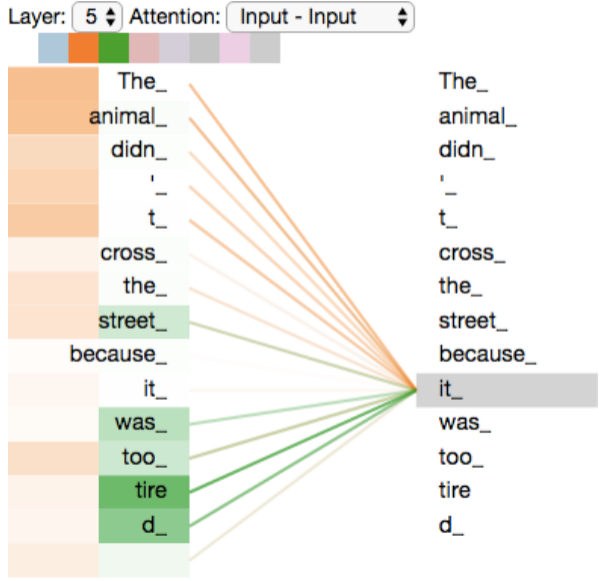 Layer: 5 Attention: Input - Input
The_ The_
animal_ animal_
didn_ didn_
'_ '_
t_ t_
cross_ cross_
the_ the_
street_ street_
because_ because_
it_ it_
was_ was_
too_ too_
tire tire
d_ d_